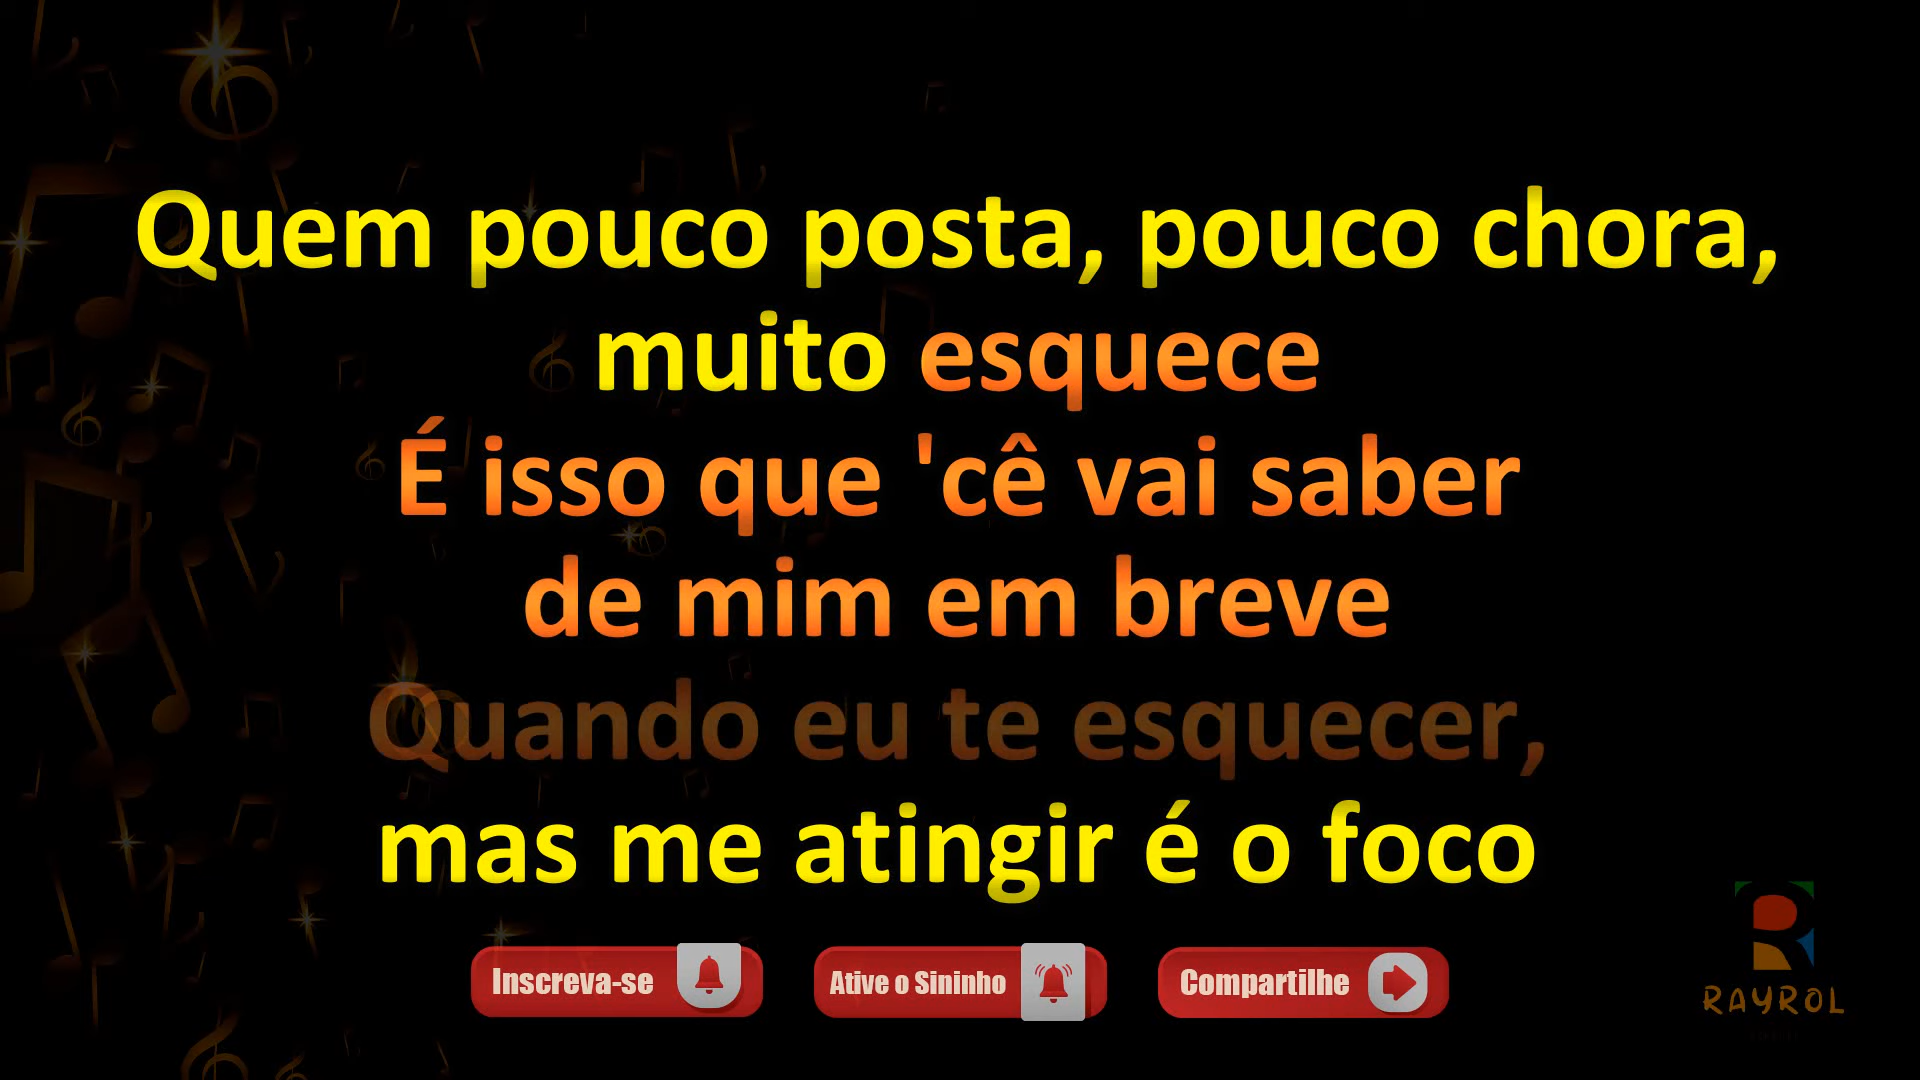 Quem pouco posta, pouco chora,
muito esquece
É isso que 'cê vai saber
de mim em breve
Quando eu te esquecer,
mas me atingir é o foco
Inscreva-se
Ative o Sininho
Compartilhe
RAYROL